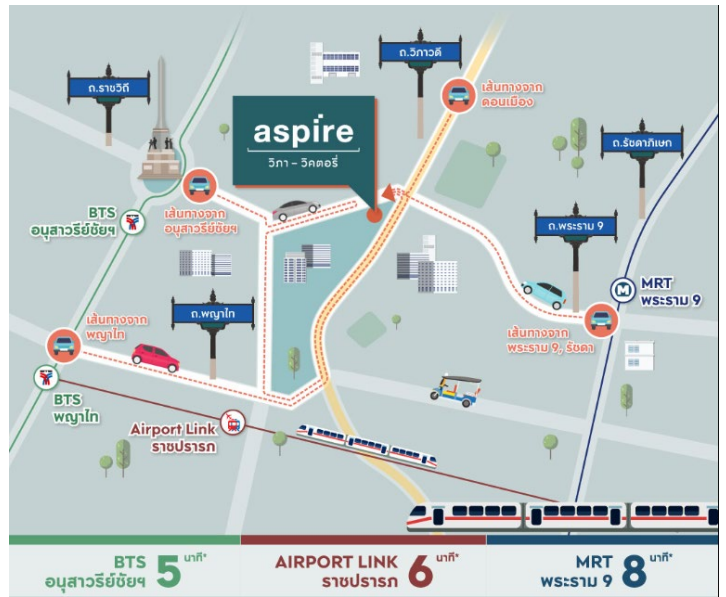 ถ.ราชวิถี
ถ.วิภาวดี
เส้นทางจาก
ดอนเมือง
aspire
วิภา – วิคตอรี่
ถ.รัชดาภิเษก
เส้นทางจาก
อนุสาวรีย์ชัยฯ
BTS
อนุสาวรีย์ชัยฯ
ถ.พระราม 9
MRT
พระราม 9
เส้นทางจาก
พญาไท
ถ.พญาไท
เส้นทางจาก
พระราม 9, รัชดา
BTS
พญาไท
Airport Link
ราชปรารภ
BTS
อนุสาวรีย์ชัยฯ 5 นาที*
AIRPORT LINK
ราชปรารภ 6 นาที*
MRT
พระราม 9 8 นาที*